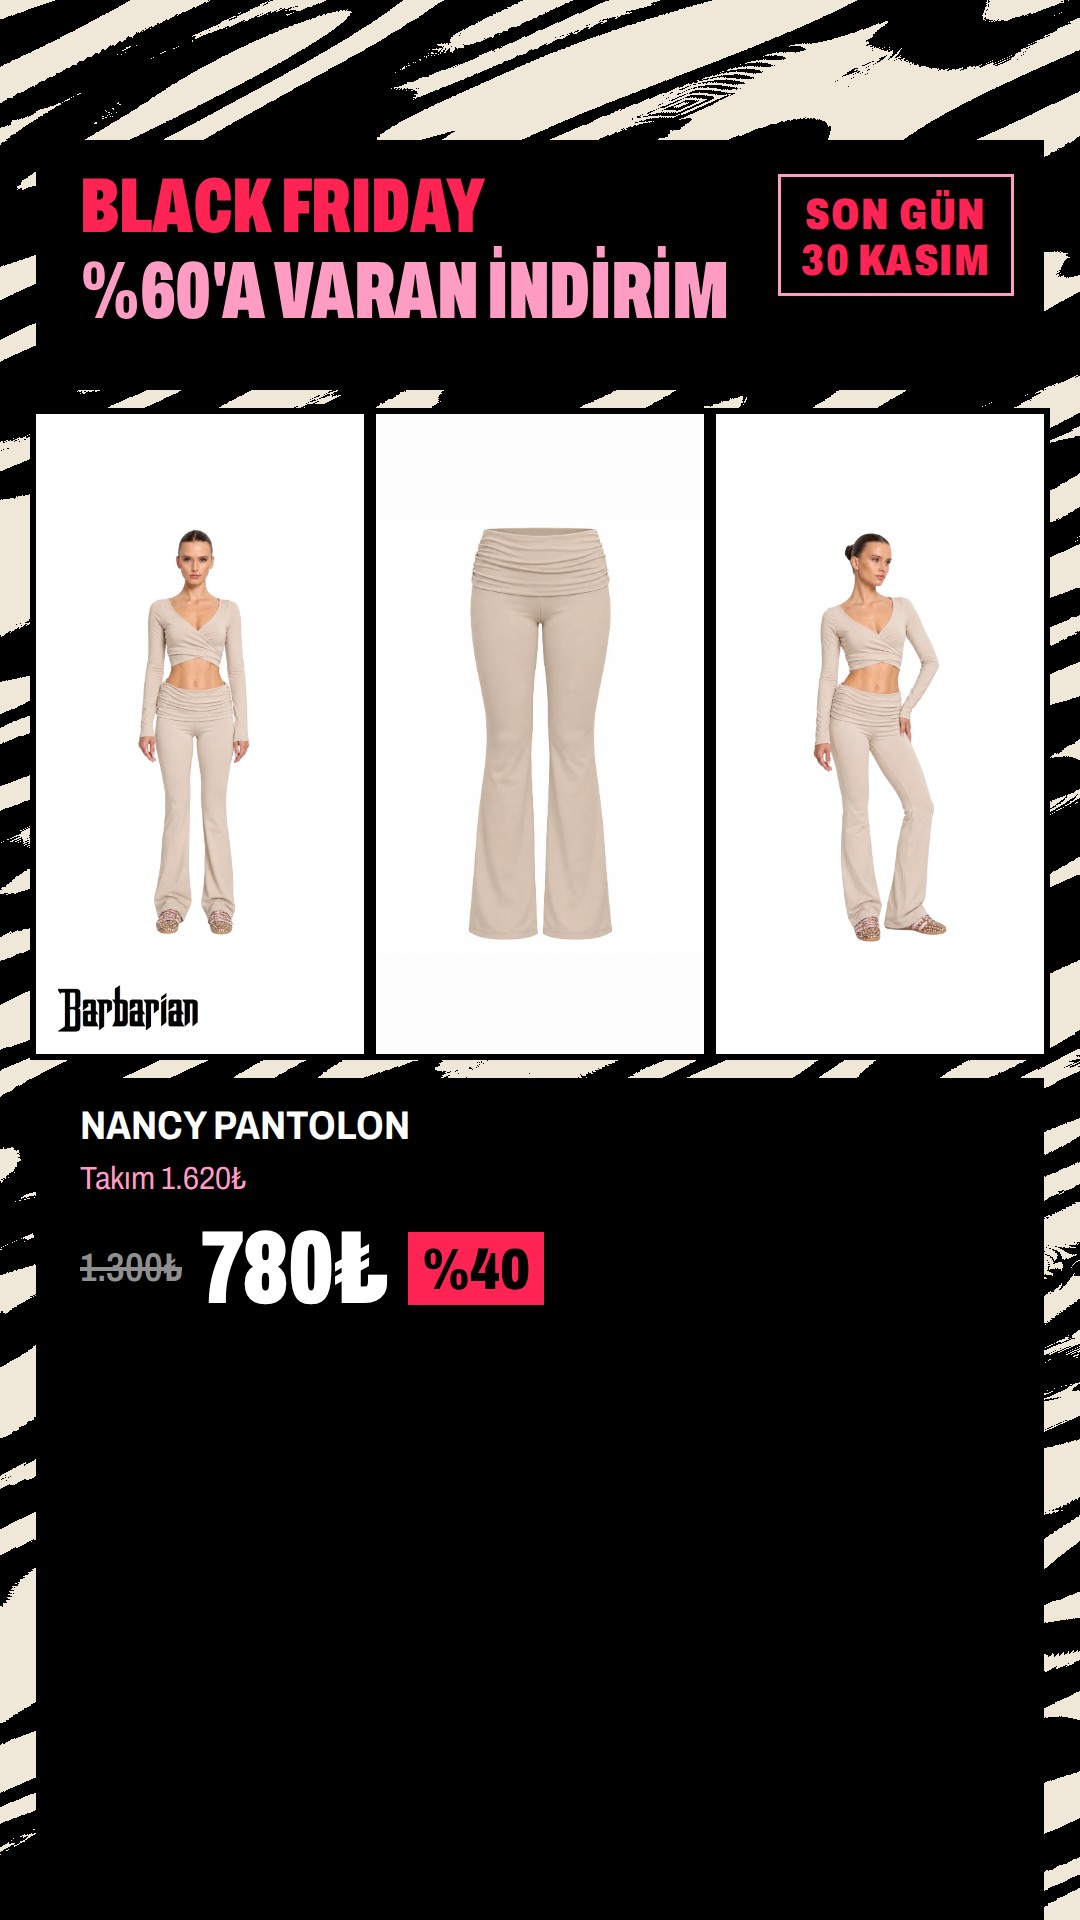 BLACK FRIDAY
%60'A VARAN İNDİRİM
SON GÜN
30 KASIM
Barbarian
NANCY PANTOLON
Takım 1.620₺
1.300₺ 780₺ %40